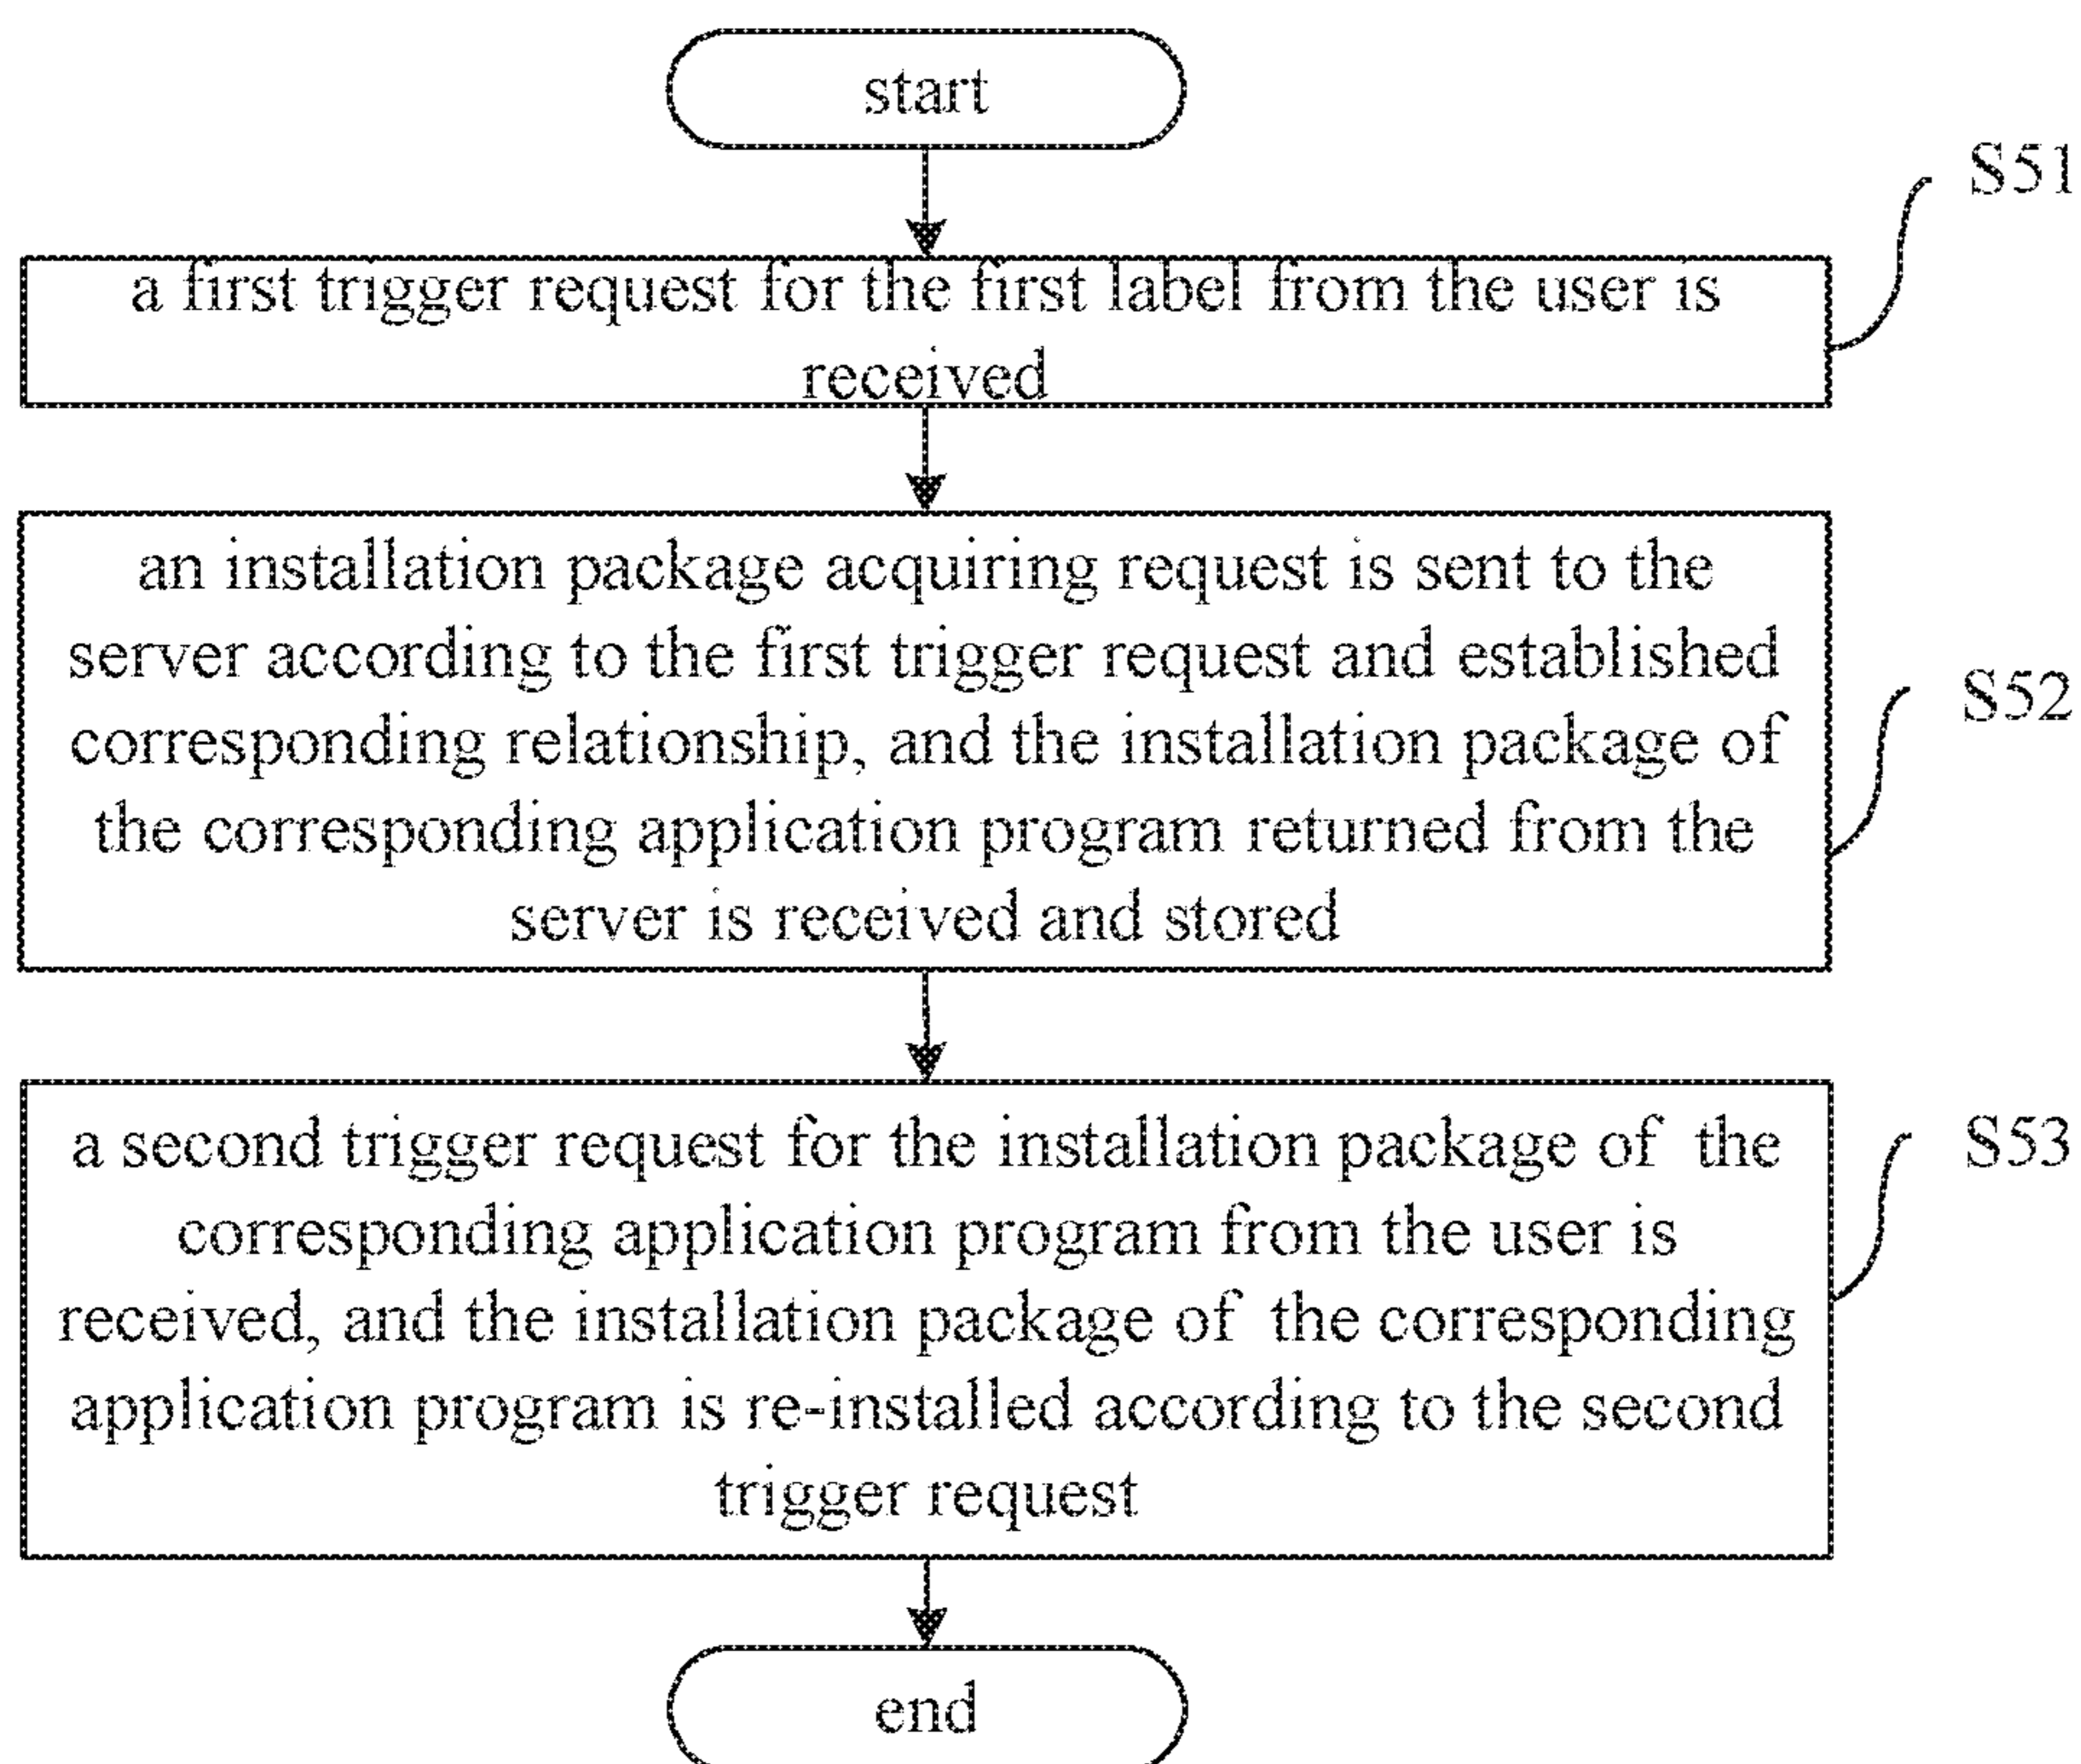 start
S51
a first trigger request for the first label from the user is
received
an installation package acquiring request is sent to the
server according to the first trigger request and established
S52
corresponding relationship, and the installation package of
the corresponding application program returned from the
server is received and stored
a second trigger request for the installation package of the
S53
corresponding application program from the user is
received, and the installation package of the corresponding
application program is re-installed according to the second
trigger request
end